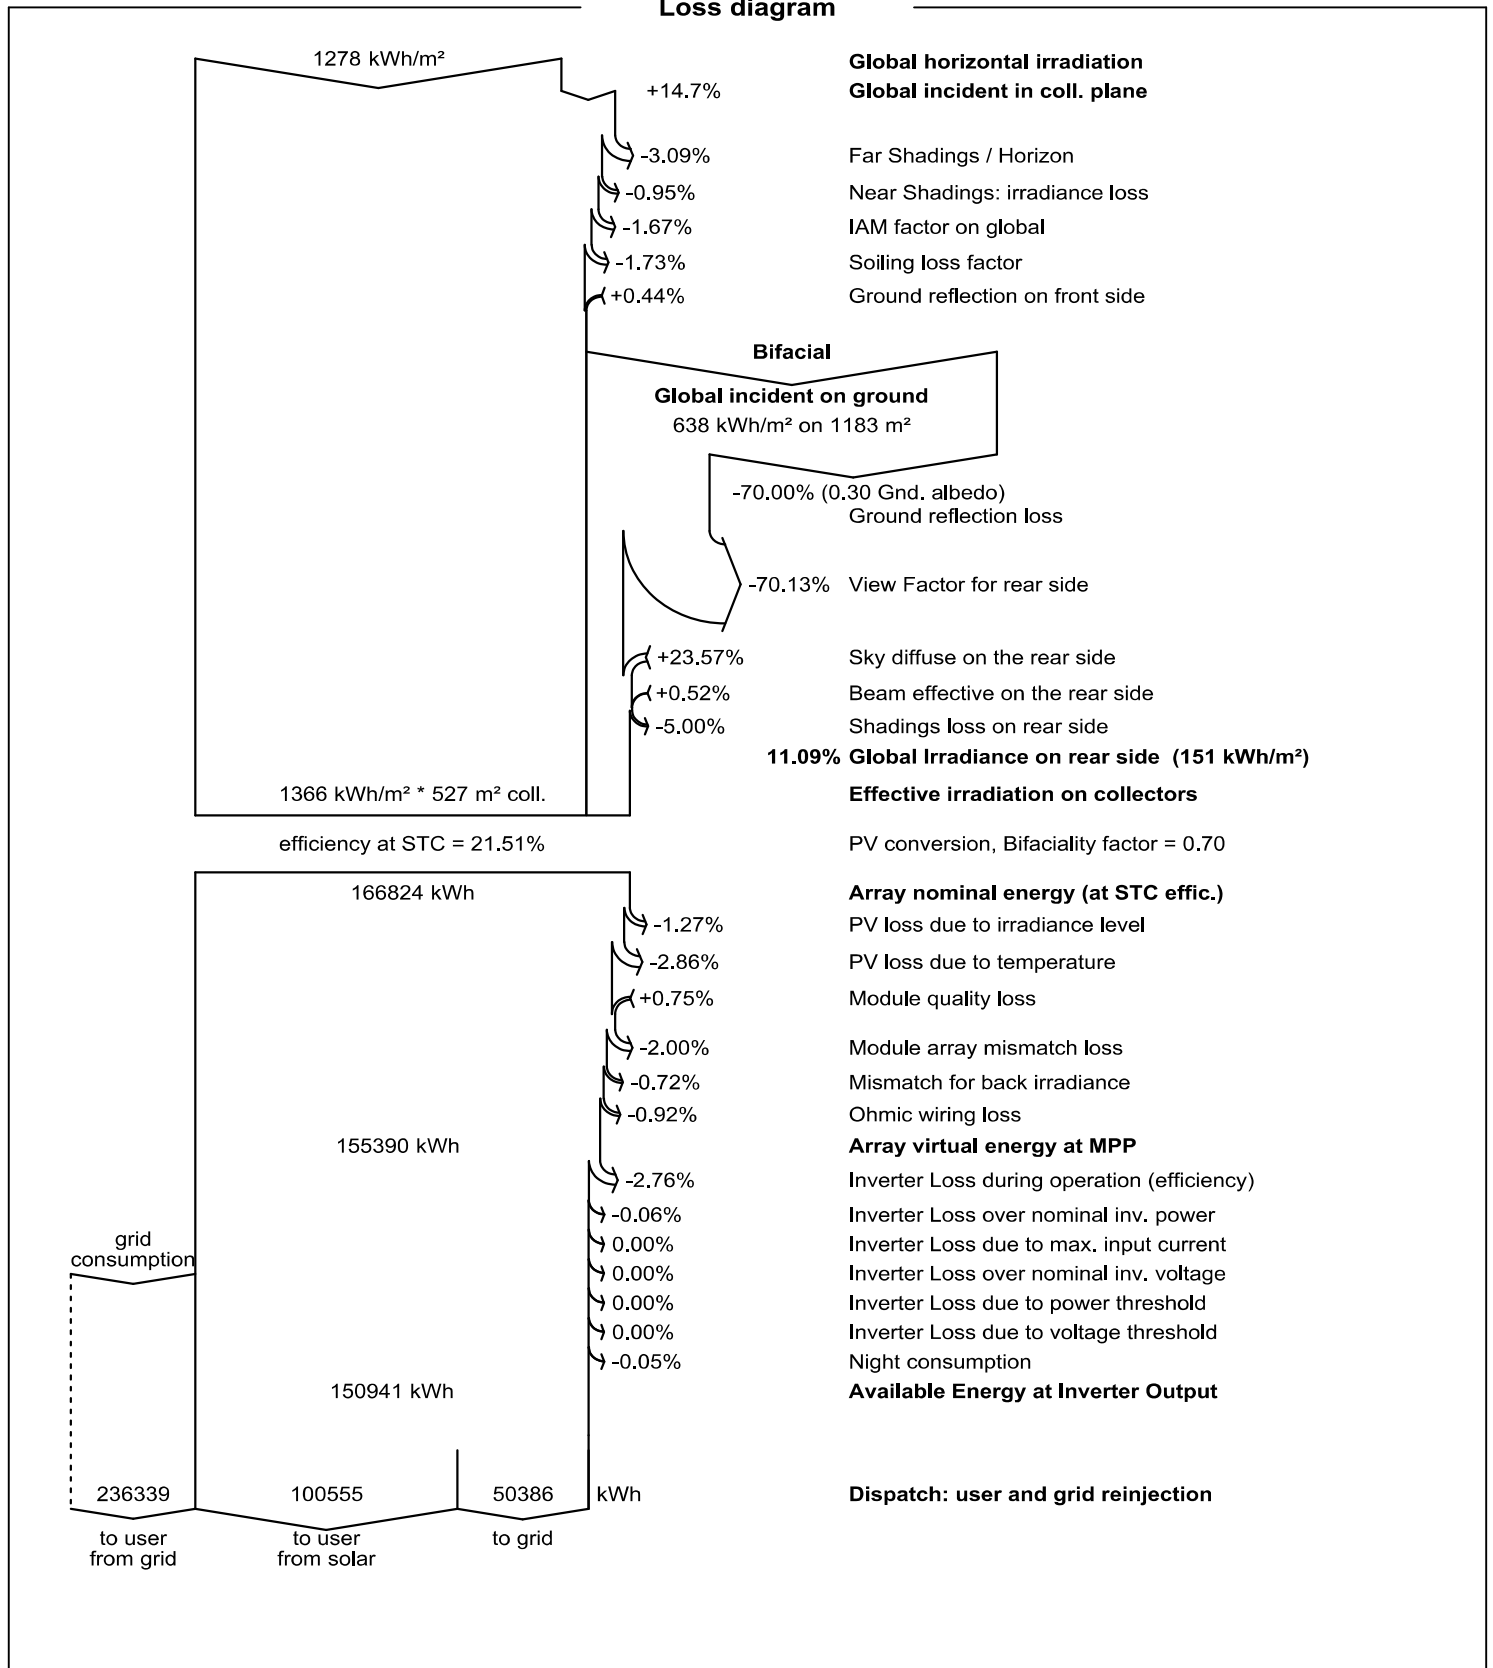 Loss diagram
1278 kWh/m² Global horizontal irradiation
+14.7% Global incident in coll. plane
-3.09% Far Shadings / Horizon
-0.95% Near Shadings: irradiance loss
-1.67% IAM factor on global
-1.73% Soiling loss factor
+0.44% Ground reflection on front side
Bifacial
Global incident on ground
638 kWh/m² on 1183 m²
-70.00% (0.30 Gnd. albedo)
Ground reflection loss
-70.13% View Factor for rear side
+23.57% Sky diffuse on the rear side
+0.52% Beam effective on the rear side
-5.00% Shadings loss on rear side
11.09% Global Irradiance on rear side (151 kWh/m²)
1366 kWh/m² * 527 m² coll. Effective irradiation on collectors
efficiency at STC = 21.51% PV conversion, Bifaciality factor = 0.70
166824 kWh Array nominal energy (at STC effic.)
-1.27% PV loss due to irradiance level
-2.86% PV loss due to temperature
+0.75% Module quality loss
-2.00% Module array mismatch loss
-0.72% Mismatch for back irradiance
-0.92% Ohmic wiring loss
155390 kWh Array virtual energy at MPP
-2.76% Inverter Loss during operation (efficiency)
-0.06% Inverter Loss over nominal inv. power
0.00% Inverter Loss due to max. input current
0.00% Inverter Loss over nominal inv. voltage
0.00% Inverter Loss due to power threshold
0.00% Inverter Loss due to voltage threshold
-0.05% Night consumption
grid
consumption
150941 kWh Available Energy at Inverter Output
236339 100555 50386 kWh Dispatch: user and grid reinjection
to user
from grid
to user
from solar
to grid